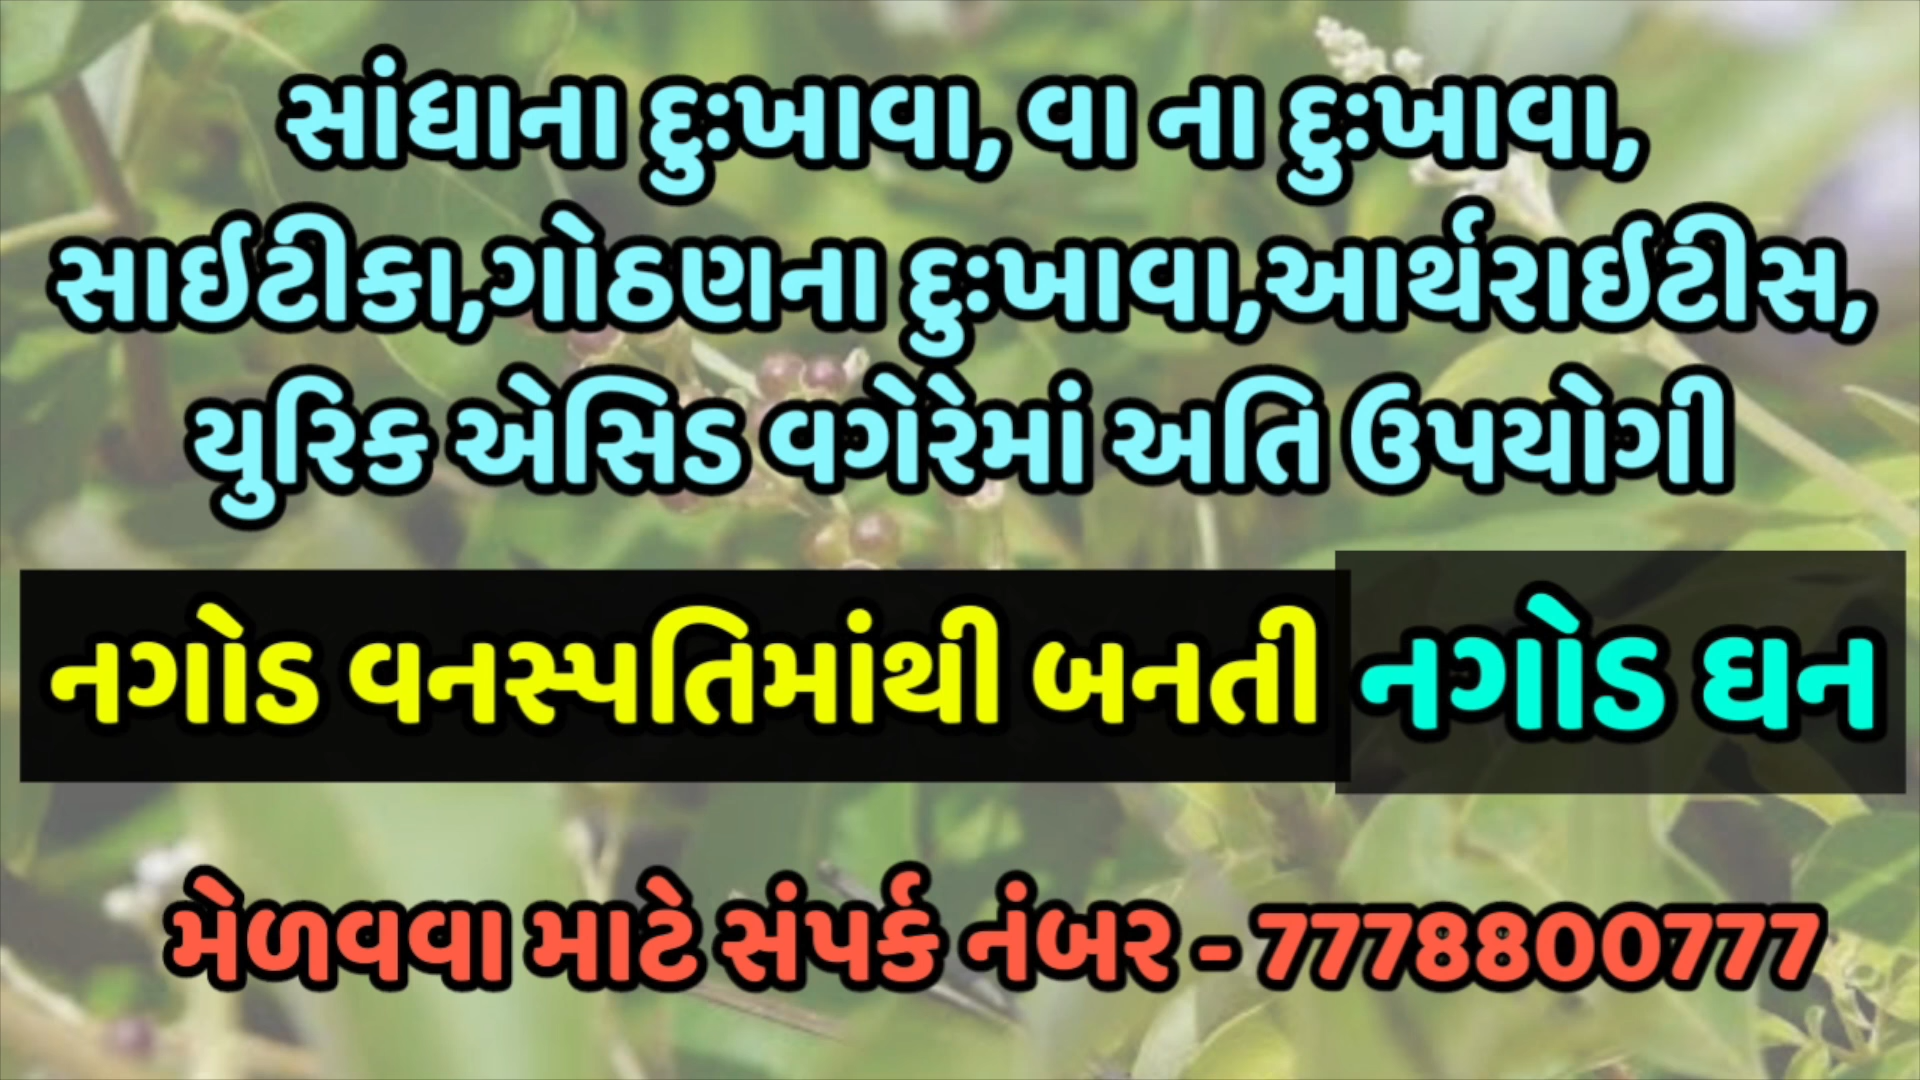 સાંધાના દુઃખાવા, વા ના દુઃખાવા,
સાઈટીકા,ગોઠણના દુઃખાવા,આર્થરાઈટીસ,
યુરિક એસિડ વગેરેમાં અતિ ઉપયોગી
નગોડ વનસ્પતિમાંથી બનતી નગોડ ઘન
મેળવવા માટે સંપર્ક નંબર - 7778800777